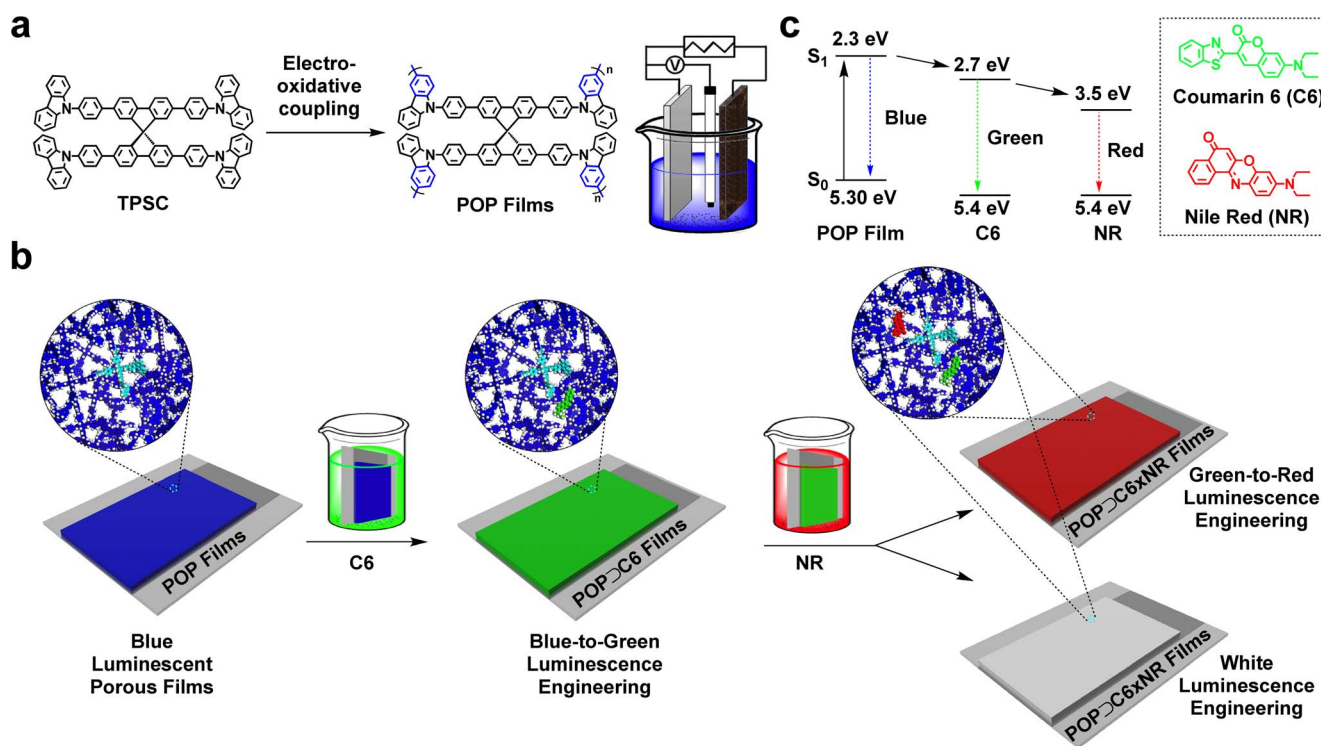 a
Electro-
oxidative
coupling
TPSC
n
n
POP Films
V
c
2.3 eV
S1
2.7 eV
3.5 eV
Blue
Green
Red
S0
5.30 eV
5.4 eV
5.4 eV
POP Film
C6
NR
N
N
N
N
N
N
N
N
O
O
N
S
N
Coumarin 6 (C6)
O
O
N
N
Nile Red (NR)
b
POP Films
C6
POP⊃C6 Films
NR
POP⊃C6xNR Films
POP⊃C6xNR Films
Blue
Luminescent
Porous Films
Blue-to-Green
Luminescence
Engineering
Green-to-Red
Luminescence
Engineering
White
Luminescence
Engineering